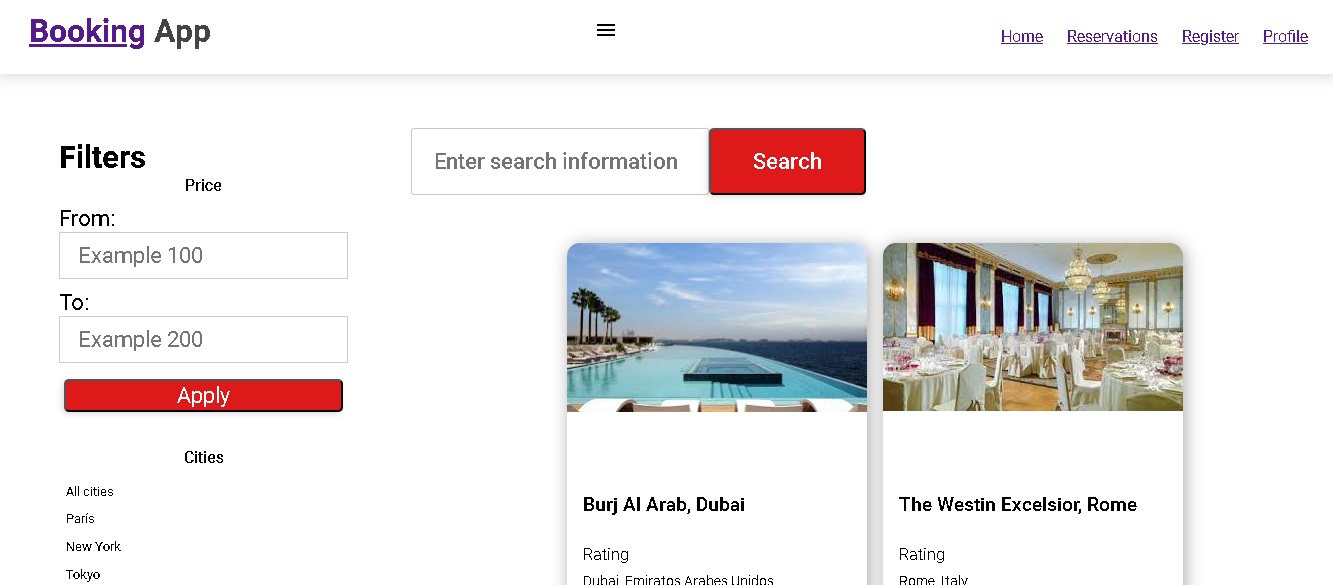 Booking App
Home Reservations Register Profile
Filters
Price
From:
Example 100
To:
Example 200
Apply
Cities
All cities
París
New York
Tokyo
Enter search information Search
Burj Al Arab, Dubai
Rating
Dubai, Emiratos Arabes Unidos
The Westin Excelsior, Rome
Rating
Rome, Italy